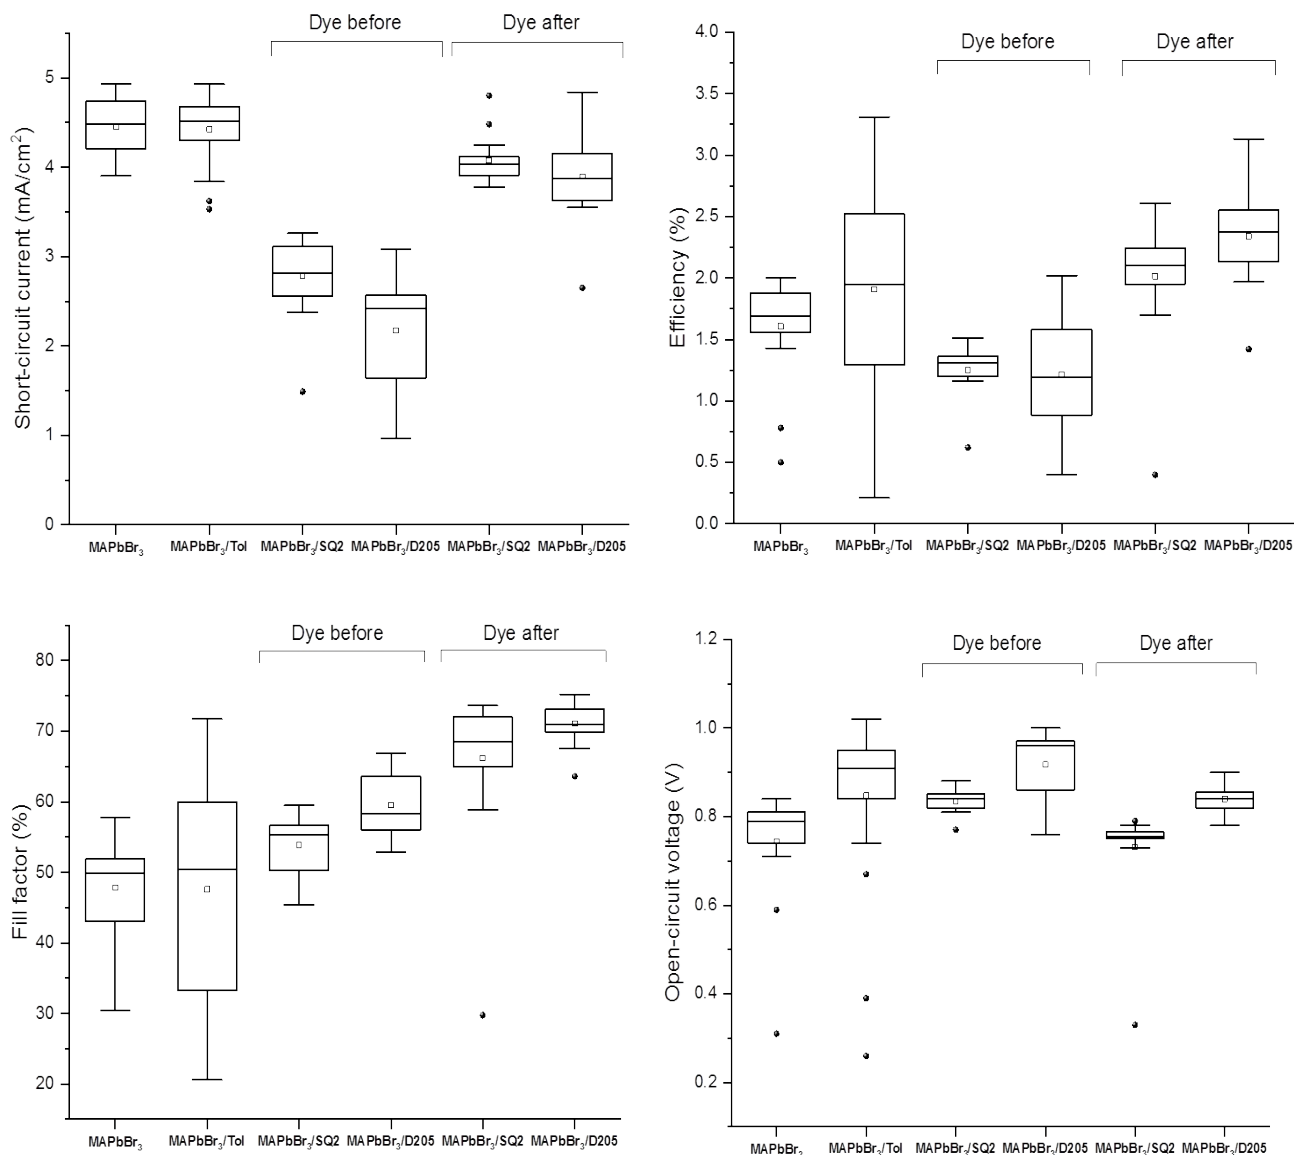 Dye before
Dye after
Short-circuit current (mA/cm²)
5
4
3
2
1
0
MAPbBr₃
MAPbBr₃/Tol
MAPbBr₃/SQ2
MAPbBr₃/D205
MAPbBr₃/SQ2
MAPbBr₃/D205
Dye before
Dye after
Efficiency (%)
4.0
3.5
3.0
2.5
2.0
1.5
1.0
0.5
0.0
MAPbBr₃
MAPbBr₃/Tol
MAPbBr₃/SQ2
MAPbBr₃/D205
MAPbBr₃/SQ2
MAPbBr₃/D205
Dye before
Dye after
Fill factor (%)
80
70
60
50
40
30
20
MAPbBr₃
MAPbBr₃/Tol
MAPbBr₃/SQ2
MAPbBr₃/D205
MAPbBr₃/SQ2
MAPbBr₃/D205
Dye before
Dye after
Open-circuit voltage (V)
1.2
1.0
0.8
0.6
0.4
0.2
MAPbBr₃
MAPbBr₃/Tol
MAPbBr₃/SQ2
MAPbBr₃/D205
MAPbBr₃/SQ2
MAPbBr₃/D205